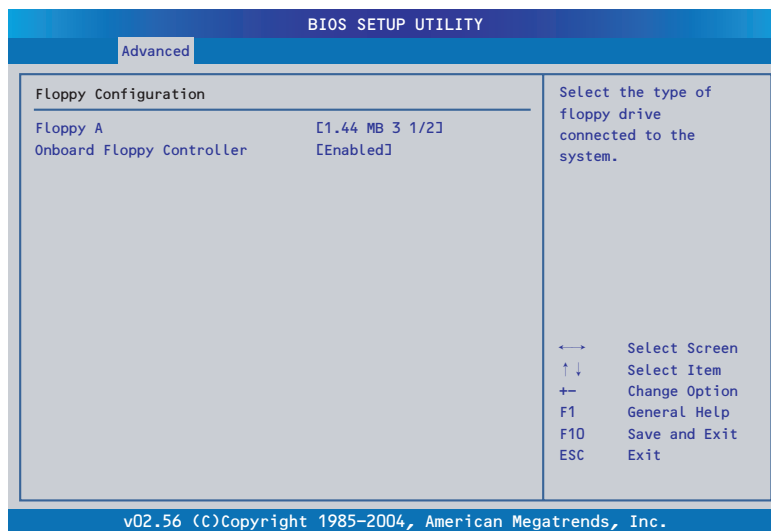 BIOS SETUP UTILITY
Advanced
Floppy Configuration
Floppy A [1.44 MB 3 1/2]
Onboard Floppy Controller [Enabled]
Select the type of
floppy drive
connected to the
system.
←→ Select Screen
↑↓ Select Item
+- Change Option
F1 General Help
F10 Save and Exit
ESC Exit
v02.56 (C)Copyright 1985-2004, American Megatrends, Inc.